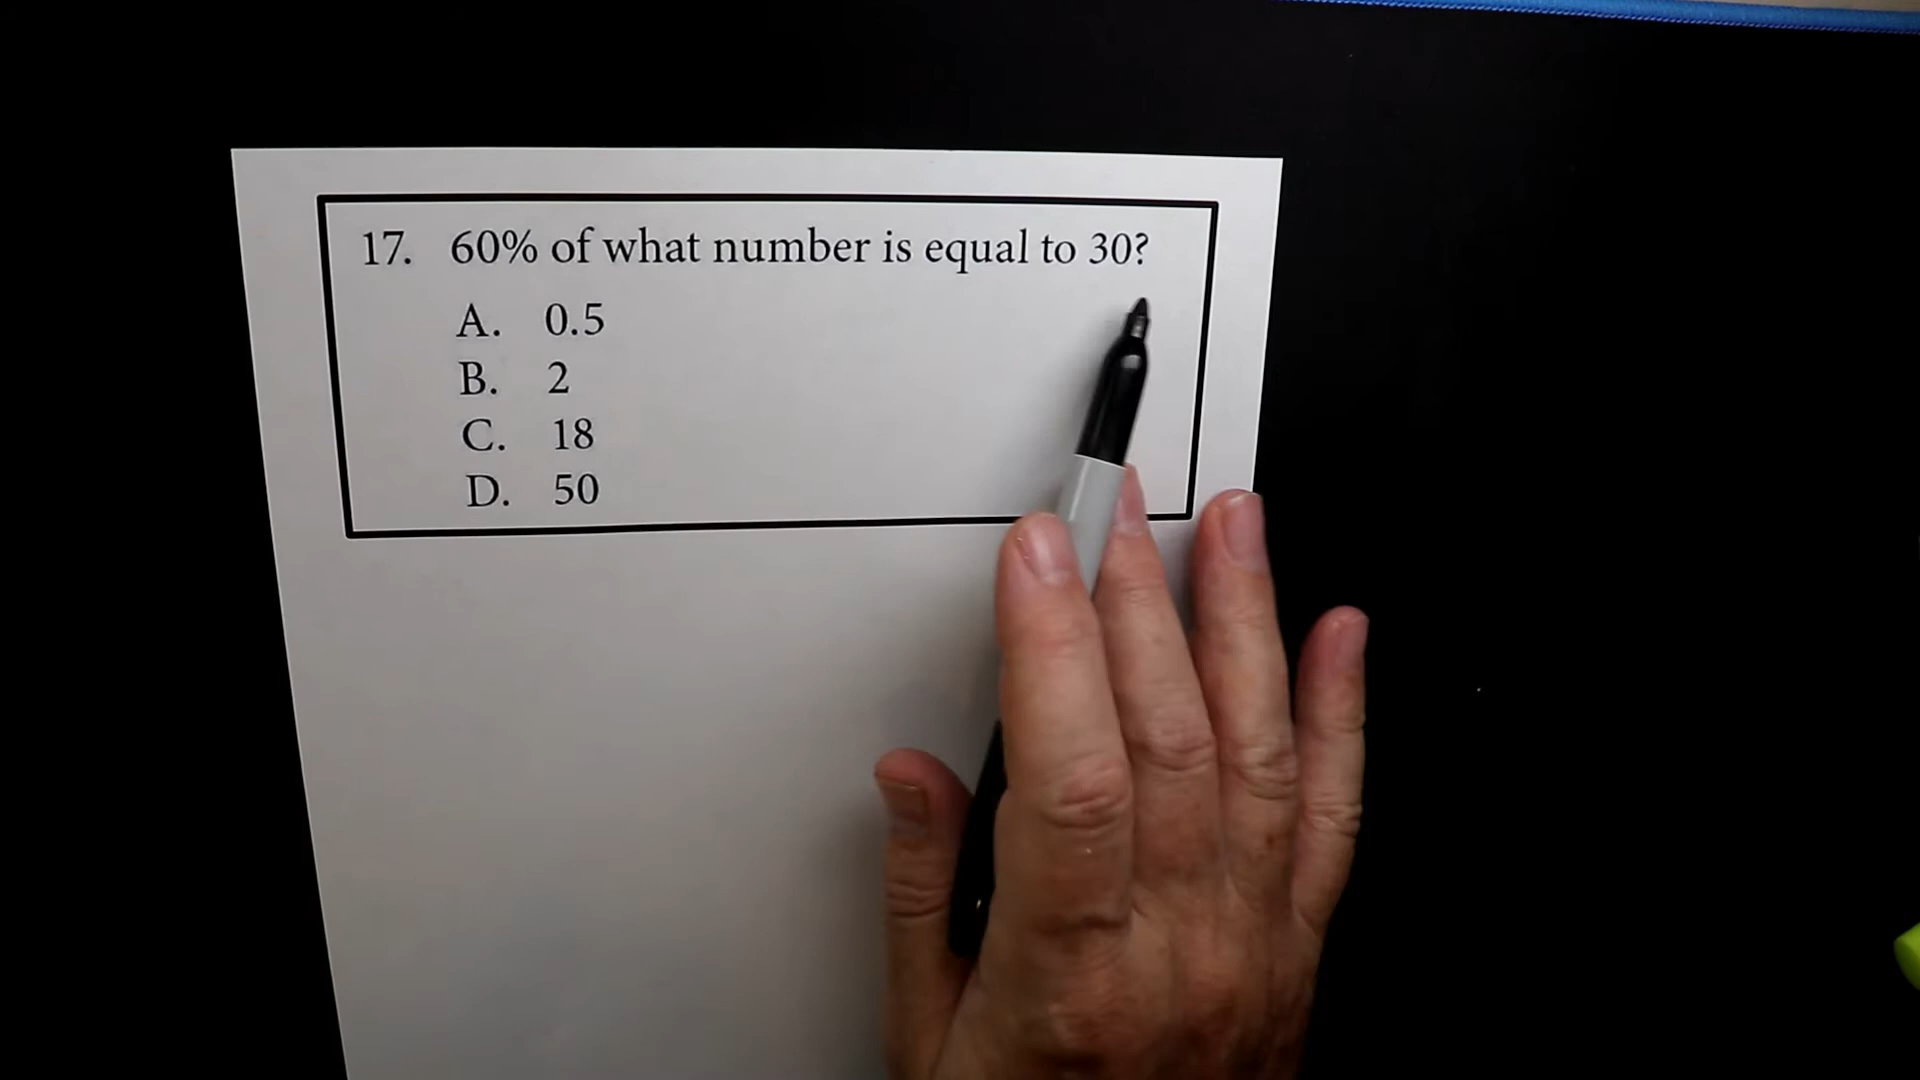 17. 60% of what number is equal to 30?
A. 0.5
B. 2
C. 18
D. 50